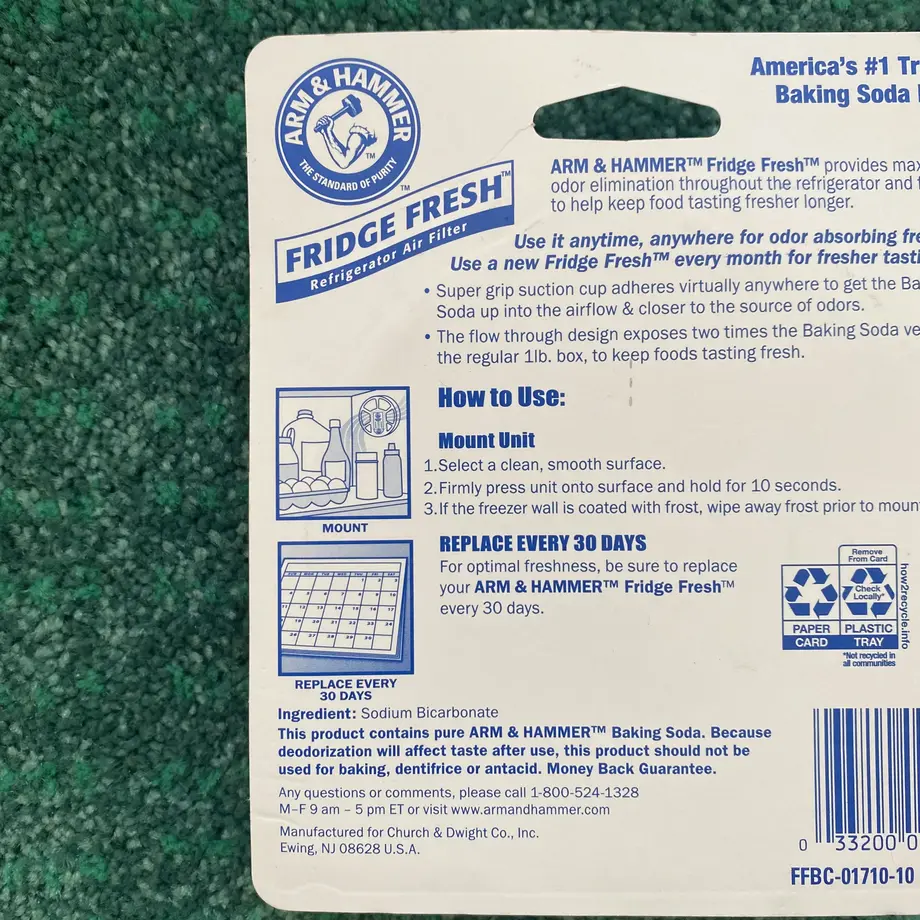 ARM & HAMMER
THE STANDARD OF PURITY
TM
TM
FRIDGE FRESH™
Refrigerator Air Filter
America's #1 Tr
Baking Soda
ARM & HAMMER™ Fridge Fresh™ provides max
odor elimination throughout the refrigerator and
to help keep food tasting fresher longer.
Use it anytime, anywhere for odor absorbing fre
Use a new Fridge Fresh™ every month for fresher tasti
• Super grip suction cup adheres virtually anywhere to get the Ba
Soda up into the airflow & closer to the source of odors.
• The flow through design exposes two times the Baking Soda ve
the regular 1lb. box, to keep foods tasting fresh.
How to Use:
Mount Unit
1.Select a clean, smooth surface.
2.Firmly press unit onto surface and hold for 10 seconds.
3.If the freezer wall is coated with frost, wipe away frost prior to moun
MOUNT
REPLACE EVERY 30 DAYS
For optimal freshness, be sure to replace
your ARM & HAMMER™ Fridge Fresh™
every 30 days.
REPLACE EVERY
30 DAYS
Remove
From Card
Check
Locally*
how2recycle.info
PAPER
CARD
PLASTIC
TRAY
*Not recycled in
all communities
Ingredient: Sodium Bicarbonate
This product contains pure ARM & HAMMER™ Baking Soda. Because
deodorization will affect taste after use, this product should not be
used for baking, dentifrice or antacid. Money Back Guarantee.
Any questions or comments, please call 1-800-524-1328
M–F 9 am – 5 pm ET or visit www.armandhammer.com
Manufactured for Church & Dwight Co., Inc.
Ewing, NJ 08628 U.S.A.
0 33200 0
FFBC-01710-10